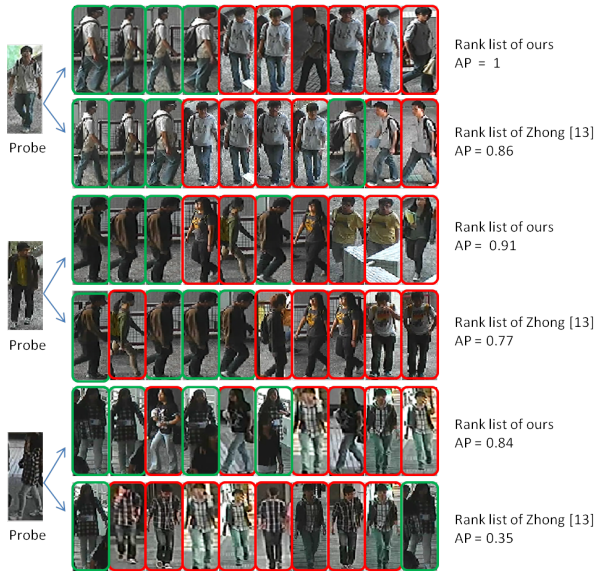 Rank list of ours
AP = 1
Probe
Rank list of Zhong [13]
AP = 0.86
Rank list of ours
AP = 0.91
Probe
Rank list of Zhong [13]
AP = 0.77
Rank list of ours
AP = 0.84
Probe
Rank list of Zhong [13]
AP = 0.35